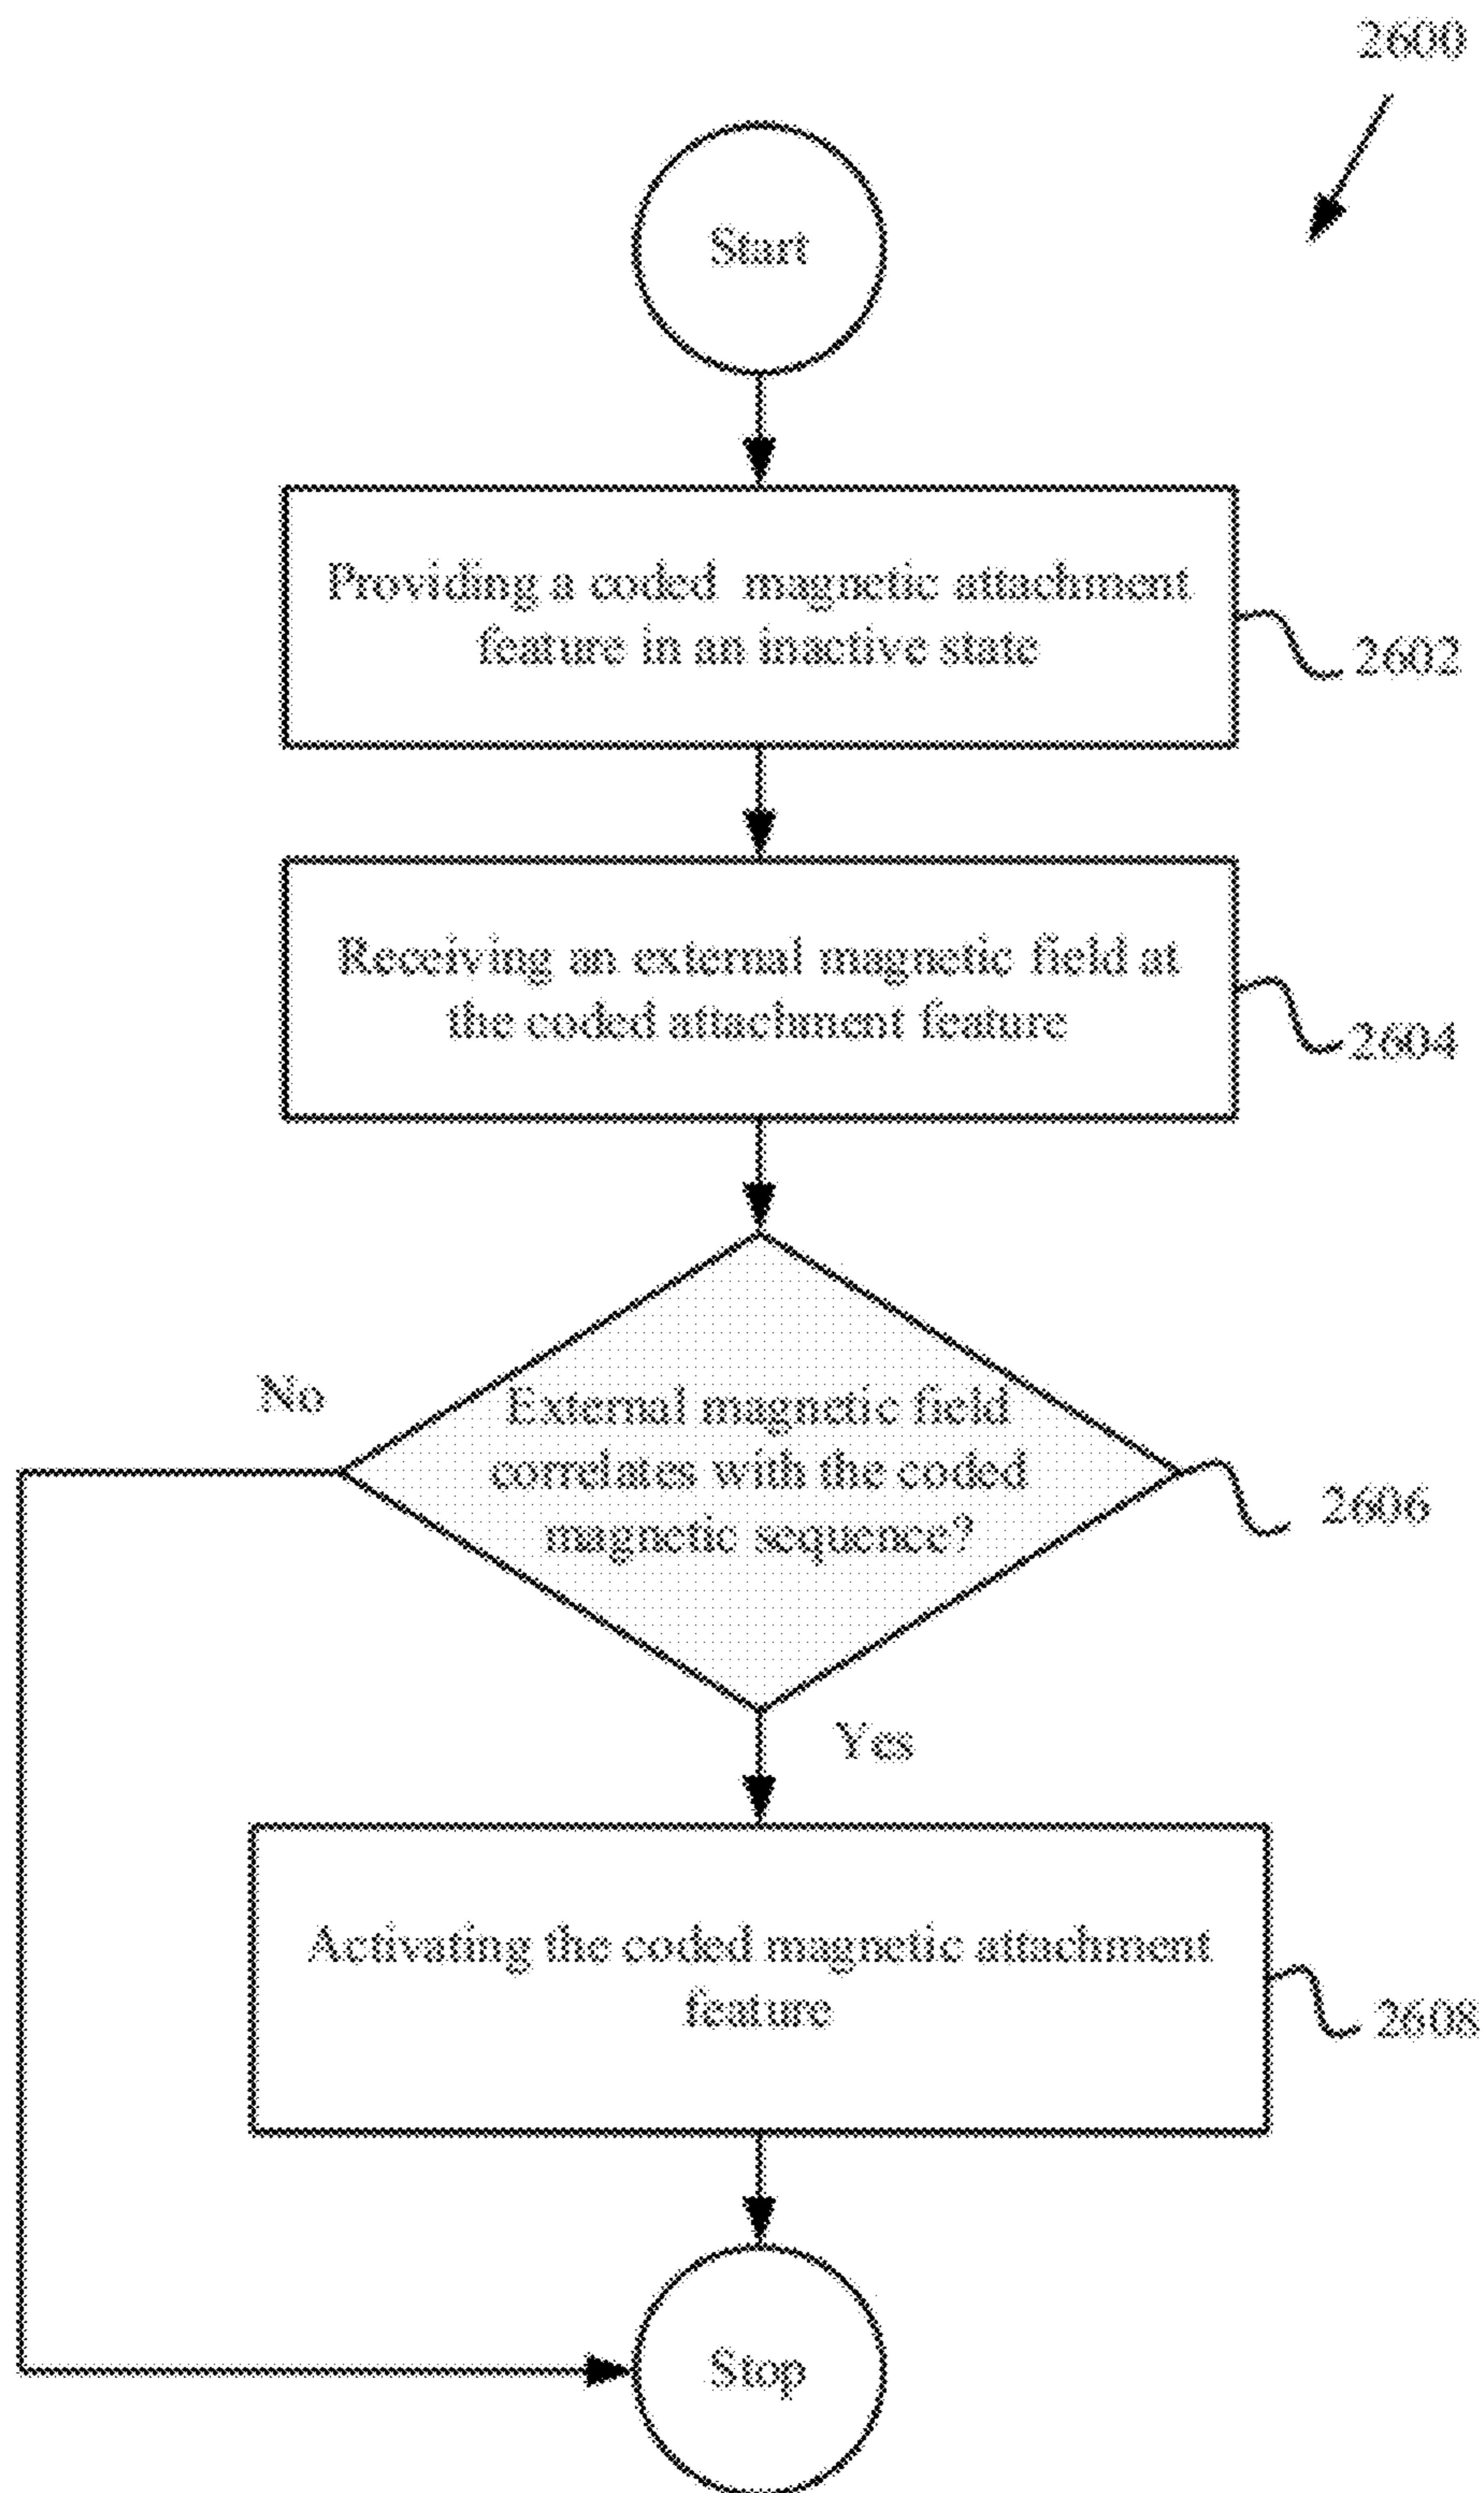 2600
Start
Providing a coded magnetic attachment
feature in an inactive state
2602
Receiving an external magnetic field at
the coded attachment feature
2604
No
External magnetic field
correlates with the coded
magnetic sequence?
2606
Yes
Activating the coded magnetic attachment
feature
2608
Stop